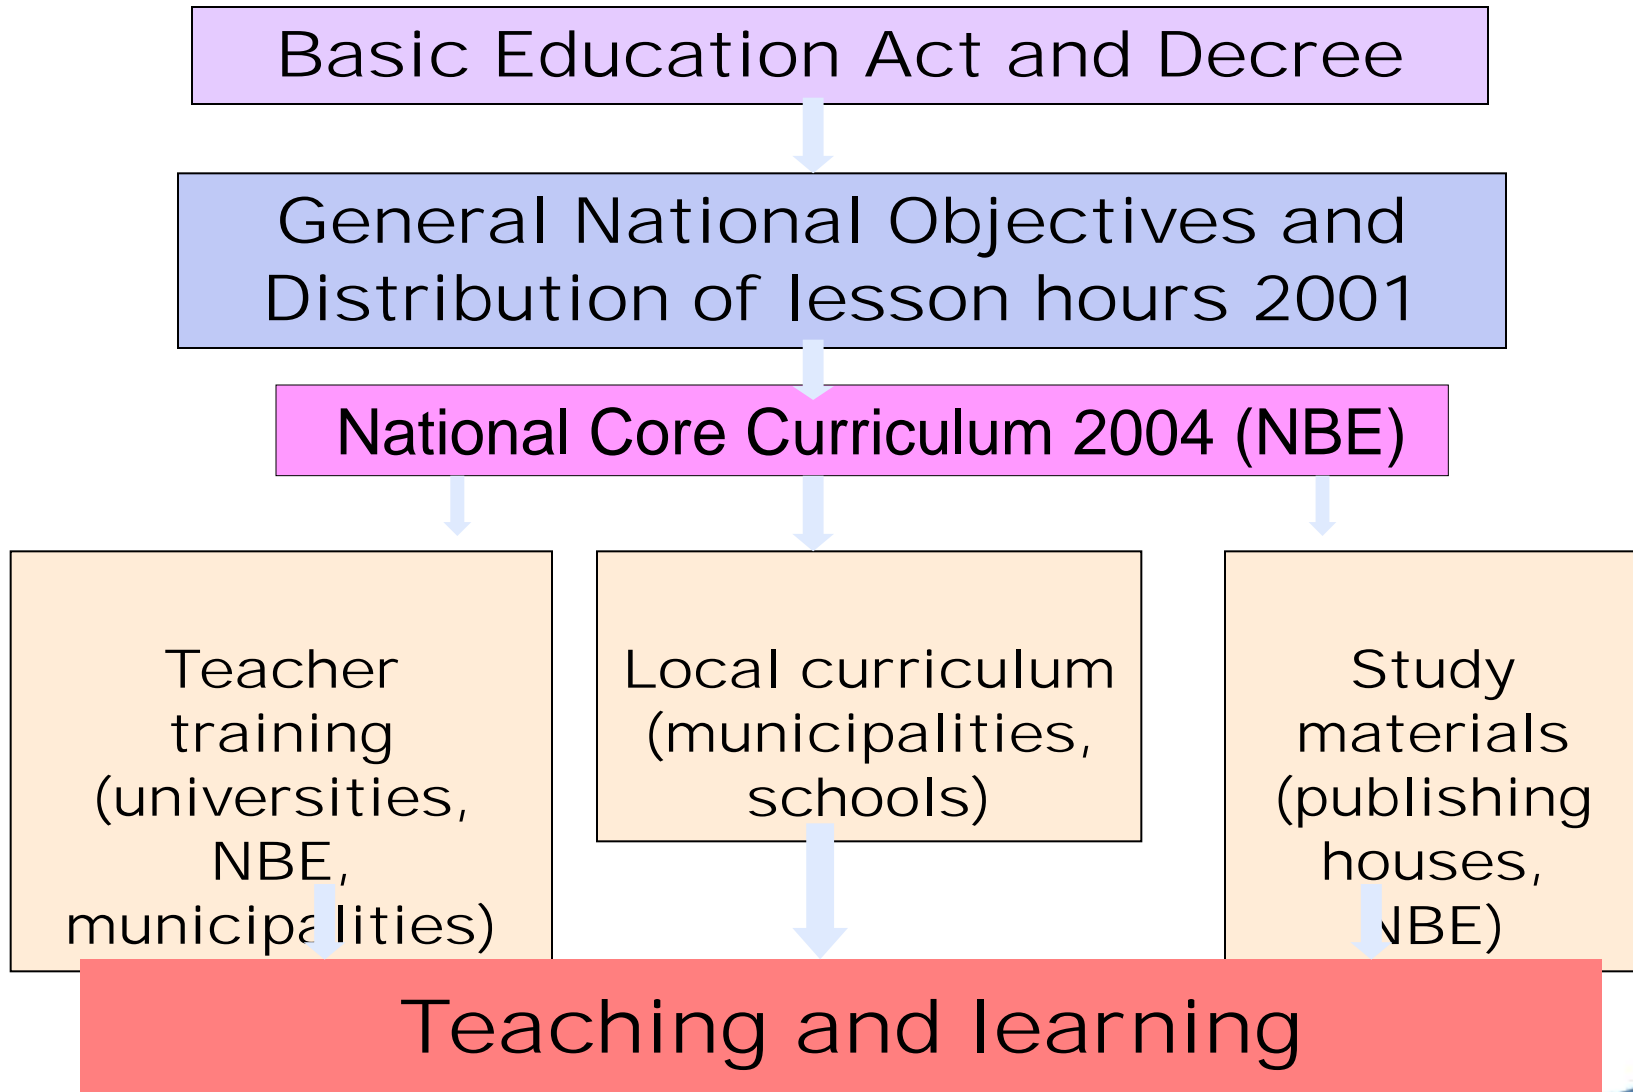 Basic Education Act and Decree
General National Objectives and
Distribution of lesson hours 2001
National Core Curriculum 2004 (NBE)
Teacher
training
(universities,
NBE,
municipalities)
Local curriculum
(municipalities,
schools)
Study
materials
(publishing
houses,
NBE)
Teaching and learning